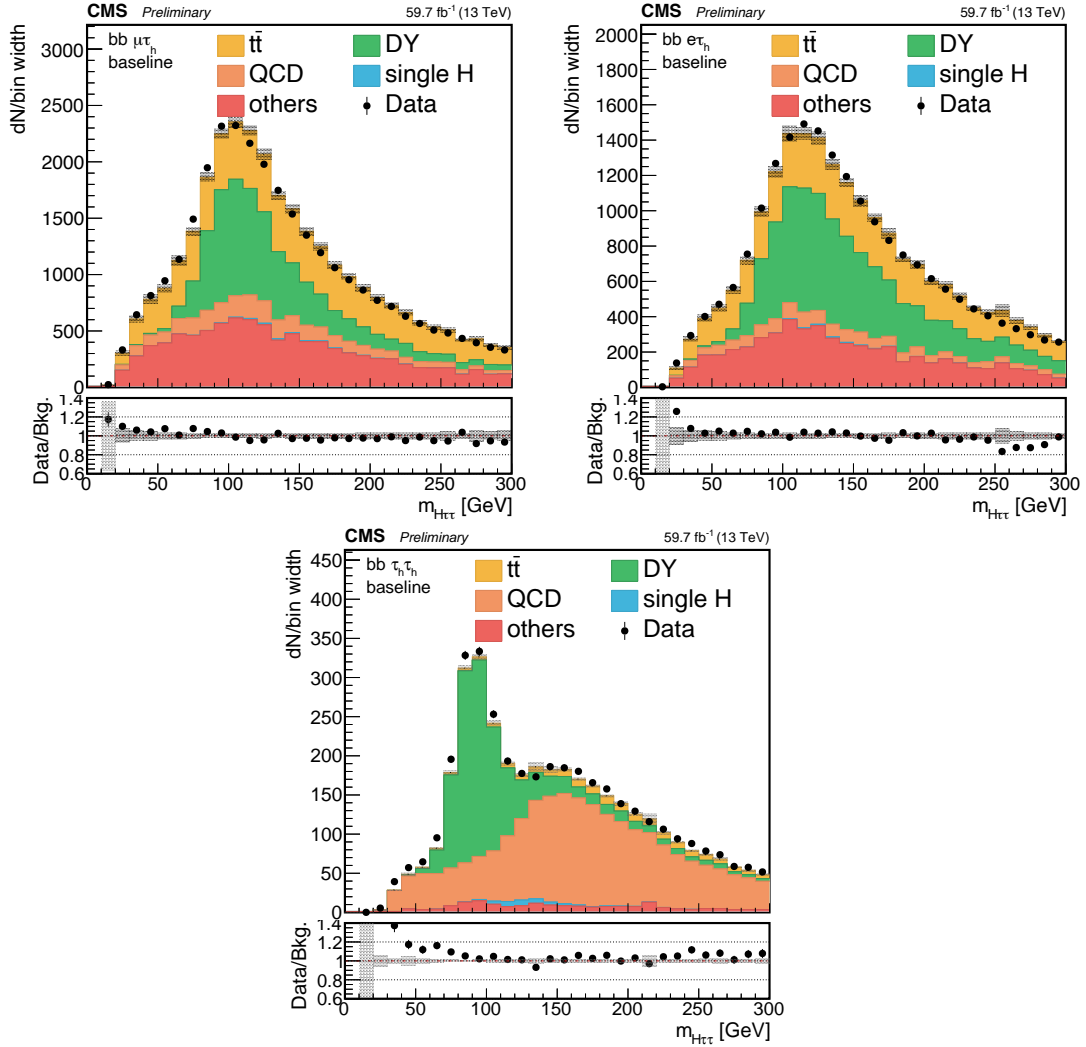 CMS Preliminary 59.7 fb⁻¹ (13 TeV)
dN/bin width
bb μτₕ
baseline
tt̄ DY
QCD single H
others Data
3000
2500
2000
1500
1000
500
0
Data/Bkg.
1.4
1.2
1
0.8
0.6
0 50 100 150 200 250 300
m_Hττ [GeV]
CMS Preliminary 59.7 fb⁻¹ (13 TeV)
dN/bin width
bb eτₕ
baseline
tt̄ DY
QCD single H
others Data
2000
1800
1600
1400
1200
1000
800
600
400
200
0
Data/Bkg.
1.4
1.2
1
0.8
0.6
0 50 100 150 200 250 300
m_Hττ [GeV]
CMS Preliminary 59.7 fb⁻¹ (13 TeV)
dN/bin width
bb τₕτₕ
baseline
tt̄ DY
QCD single H
others Data
450
400
350
300
250
200
150
100
50
0
Data/Bkg.
1.4
1.2
1
0.8
0.6
0 50 100 150 200 250 300
m_Hττ [GeV]